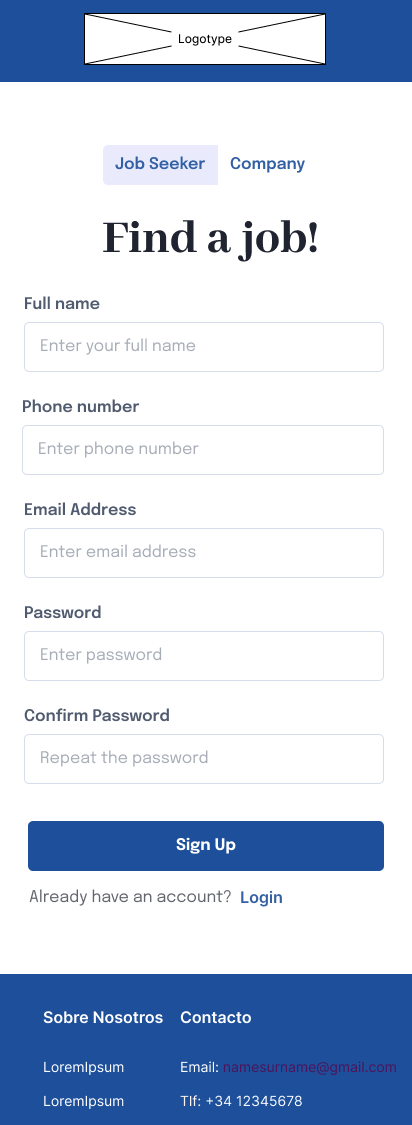 Logotype
Job Seeker Company
Find a job!
Full name
Enter your full name
Phone number
Enter phone number
Email Address
Enter email address
Password
Enter password
Confirm Password
Repeat the password
Sign Up
Already have an account? Login
Sobre Nosotros Contacto
LoremIpsum Email: namesurname@gmail.com
LoremIpsum Tlf: +34 12345678